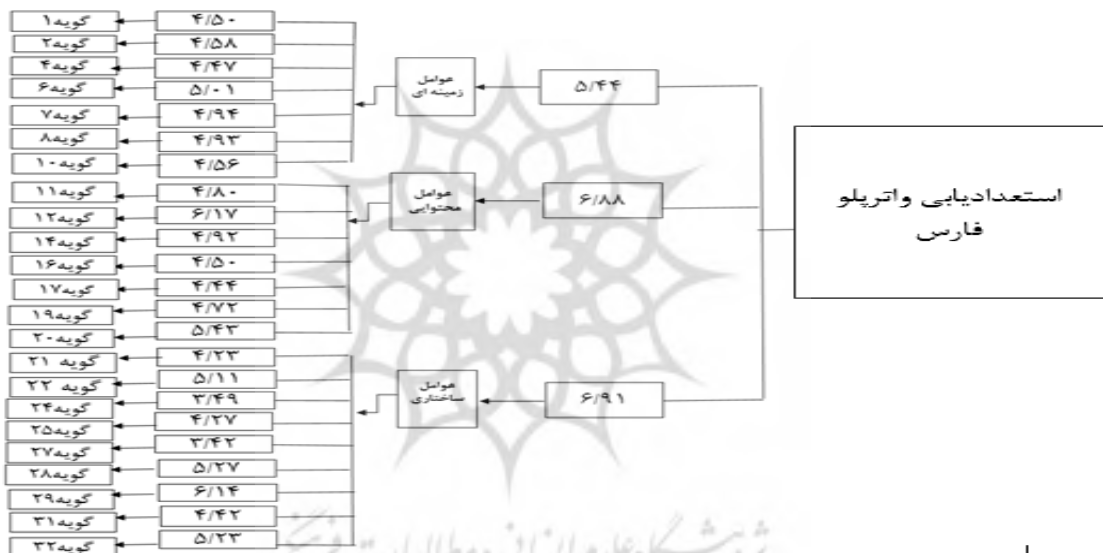 استعدادیابی واترپلو
فارس
۵/۴۴
عوامل
زمینه ای
۴/۵۰ گویه۱
۴/۵۸ گویه۲
۴/۴۷ گویه۴
۵/۰۱ گویه۶
۴/۹۴ گویه۷
۴/۹۳ گویه۸
۴/۵۶ گویه۱۰
۶/۸۸
عوامل
محتوایی
۴/۸۰ گویه۱۱
۶/۱۷ گویه۱۲
۴/۹۲ گویه۱۴
۴/۵۰ گویه۱۶
۴/۴۴ گویه۱۷
۴/۷۲ گویه۱۹
۵/۴۳ گویه۲۰
۶/۹۱
عوامل
ساختاری
۴/۲۳ گویه ۲۱
۵/۱۱ گویه ۲۲
۳/۴۹ گویه۲۴
۴/۲۷ گویه۲۵
۳/۴۲ گویه۲۷
۵/۲۷ گویه۲۸
۶/۱۴ گویه۲۹
۴/۴۲ گویه۳۱
۵/۲۳ گویه۳۲